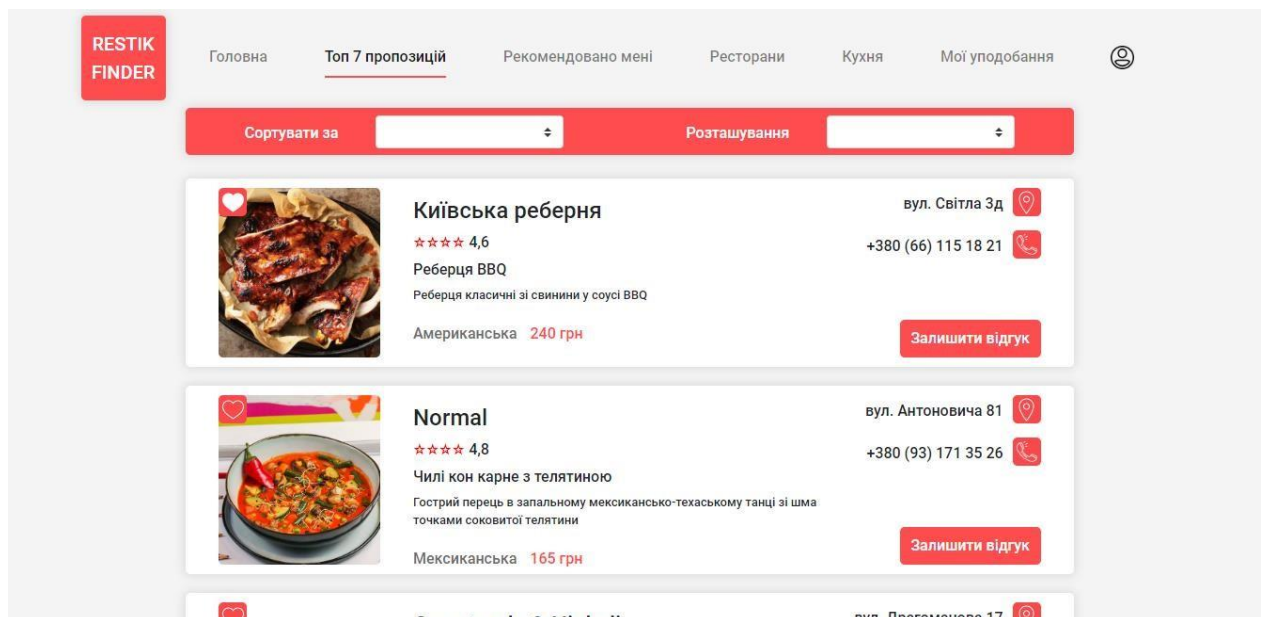 RESTIK
FINDER
Головна Топ 7 пропозицій Рекомендовано мені Ресторани Кухня Мої уподобання
Сортувати за Розташування
Київська реберня
4,6
Реберця BBQ
Реберця класичні зі свинини у соусі BBQ
Американська 240 грн
вул. Світла 3д
+380 (66) 115 18 21
Залишити відгук
Normal
4,8
Чилі кон карне з телятиною
Гострий перець в запальному мексикансько-техаському танці зі шма
точками соковитої телятини
Мексиканська 165 грн
вул. Антоновича 81
+380 (93) 171 35 26
Залишити відгук
вул. Драгоманова 17